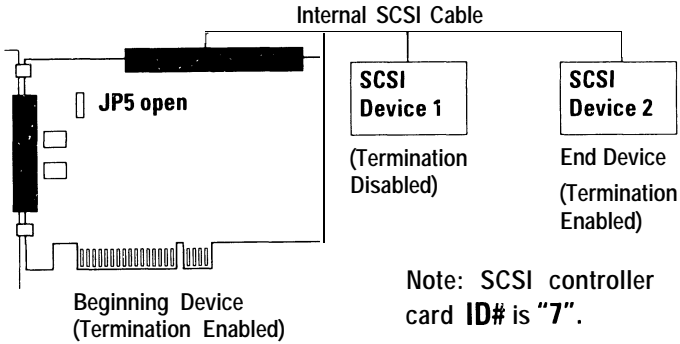 Internal SCSI Cable
JP5 open
SCSI
Device 1
SCSI
Device 2
(Termination
Disabled)
End Device
(Termination
Enabled)
Beginning Device
(Termination Enabled)
Note: SCSI controller
card ID# is "7".